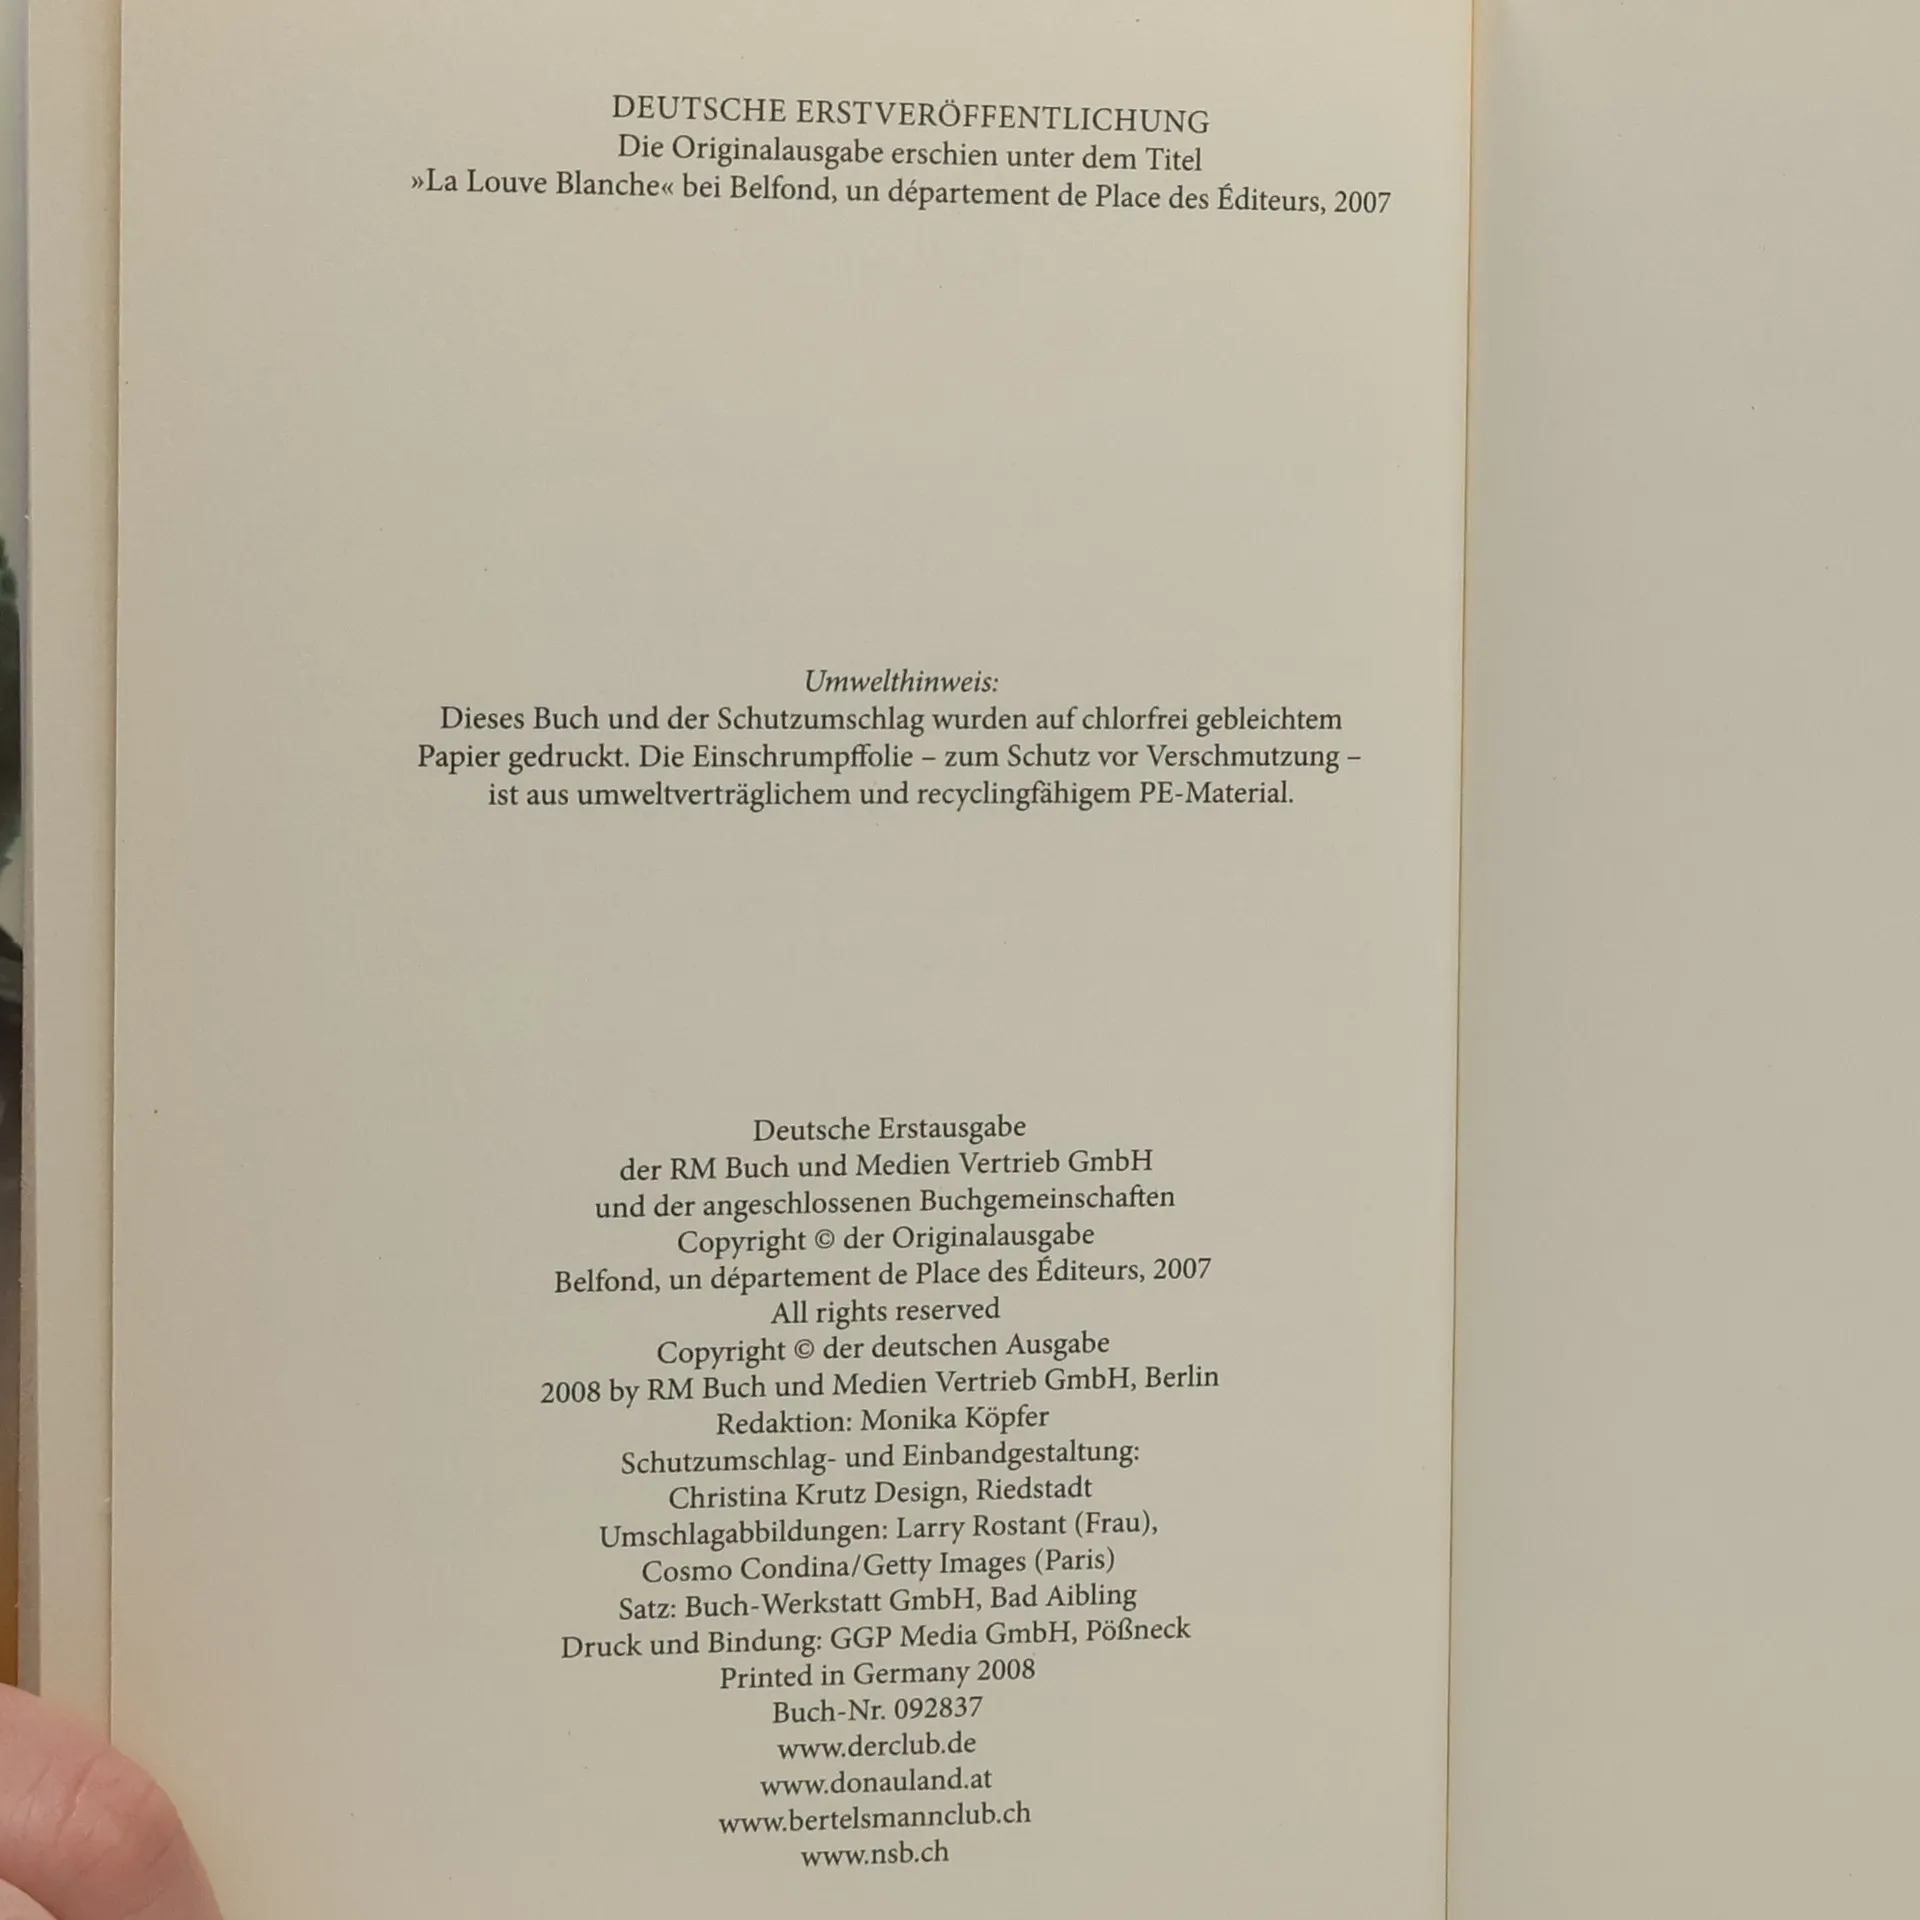 DEUTSCHE ERSTVERÖFFENTLICHUNG
Die Originalausgabe erschien unter dem Titel
»La Louve Blanche« bei Belfond, un département de Place des Éditeurs, 2007
Umwelthinweis:
Dieses Buch und der Schutzumschlag wurden auf chlorfrei gebleichtem
Papier gedruckt. Die Einschrumpffolie – zum Schutz vor Verschmutzung –
ist aus umweltverträglichem und recyclingfähigem PE-Material.
Deutsche Erstausgabe
der RM Buch und Medien Vertrieb GmbH
und der angeschlossenen Buchgemeinschaften
Copyright © der Originalausgabe
Belfond, un département de Place des Éditeurs, 2007
All rights reserved
Copyright © der deutschen Ausgabe
2008 by RM Buch und Medien Vertrieb GmbH, Berlin
Redaktion: Monika Köpfer
Schutzumschlag- und Einbandgestaltung:
Christina Krutz Design, Riedstadt
Umschlagabbildungen: Larry Rostant (Frau),
Cosmo Condina/Getty Images (Paris)
Satz: Buch-Werkstatt GmbH, Bad Aibling
Druck und Bindung: GGP Media GmbH, Pößneck
Printed in Germany 2008
Buch-Nr. 092837
www.derclub.de
www.donauland.at
www.bertelsmannclub.ch
www.nsb.ch